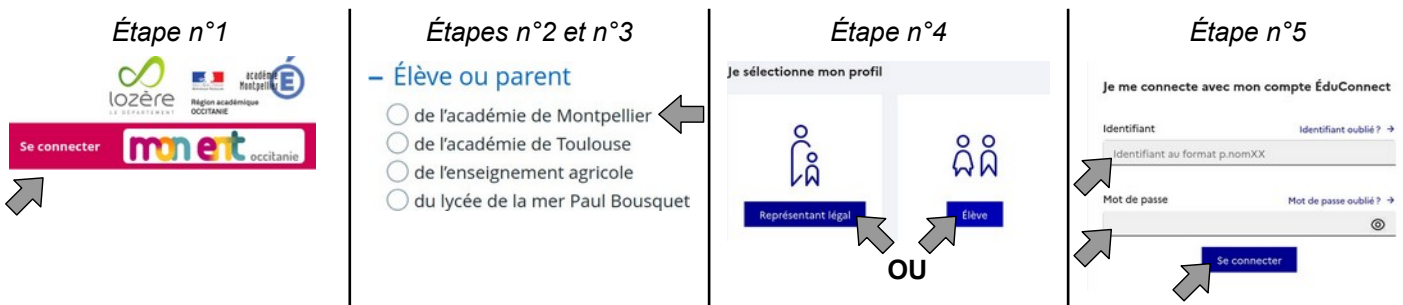 Étape n°1
lozère
LE DÉPARTEMENT
Région académique
OCCITANIE
académie
Montpellier
Se connecter
mon ent occitanie
Étapes n°2 et n°3
– Élève ou parent
de l'académie de Montpellier
de l'académie de Toulouse
de l'enseignement agricole
du lycée de la mer Paul Bousquet
Étape n°4
Je sélectionne mon profil
Représentant légal
Élève
OU
Étape n°5
Je me connecte avec mon compte ÉduConnect
Identifiant Identifiant oublié ? →
Identifiant au format p.nomXX
Mot de passe Mot de passe oublié ? →
Se connecter